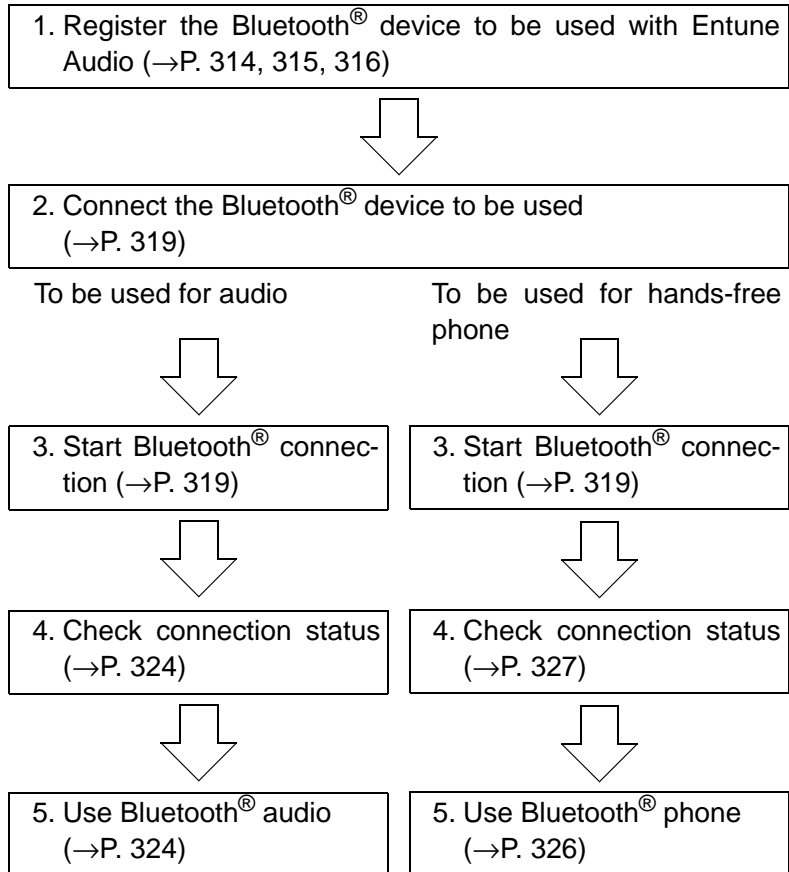 1. Register the Bluetooth® device to be used with Entune
Audio (→P. 314, 315, 316)
2. Connect the Bluetooth® device to be used
(→P. 319)
To be used for audio
To be used for hands-free
phone
3. Start Bluetooth® connec-
tion (→P. 319)
3. Start Bluetooth® connec-
tion (→P. 319)
4. Check connection status
(→P. 324)
4. Check connection status
(→P. 327)
5. Use Bluetooth® audio
(→P. 324)
5. Use Bluetooth® phone
(→P. 326)